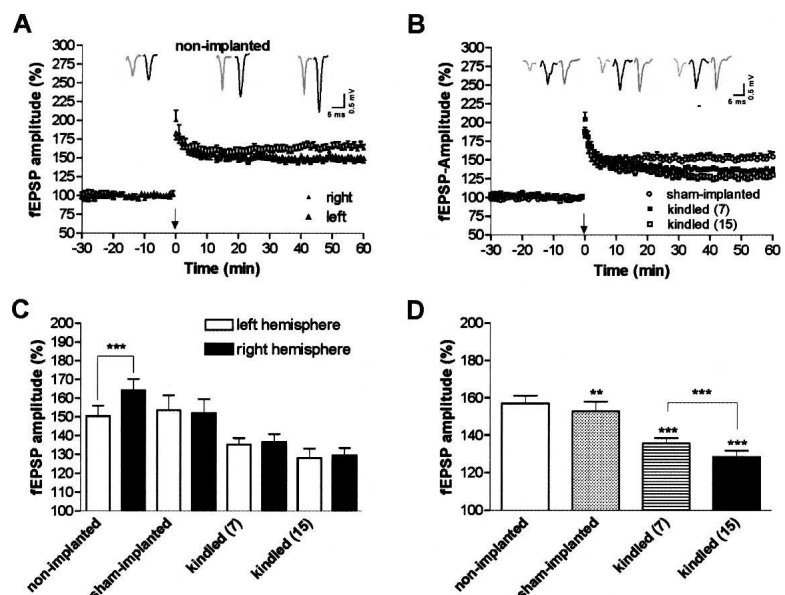 A
non-implanted
fEPSP amplitude (%)
300
275
250
225
200
175
150
125
100
75
50
5 ms
0.5 mV
right
left
-30 -20 -10 0 10 20 30 40 50 60
Time (min)
B
fEPSP-Amplitude (%)
300
275
250
225
200
175
150
125
100
75
50
5 ms
0.5 mV
sham-implanted
kindled (7)
kindled (15)
-30 -20 -10 0 10 20 30 40 50 60
Time (min)
C
fEPSP amplitude (%)
200
190
180
170
160
150
140
130
120
110
100
***
left hemisphere
right hemisphere
non-implanted
sham-implanted
kindled (7)
kindled (15)
D
fEPSP amplitude (%)
200
180
160
140
120
100
**
***
***
***
non-implanted
sham-implanted
kindled (7)
kindled (15)